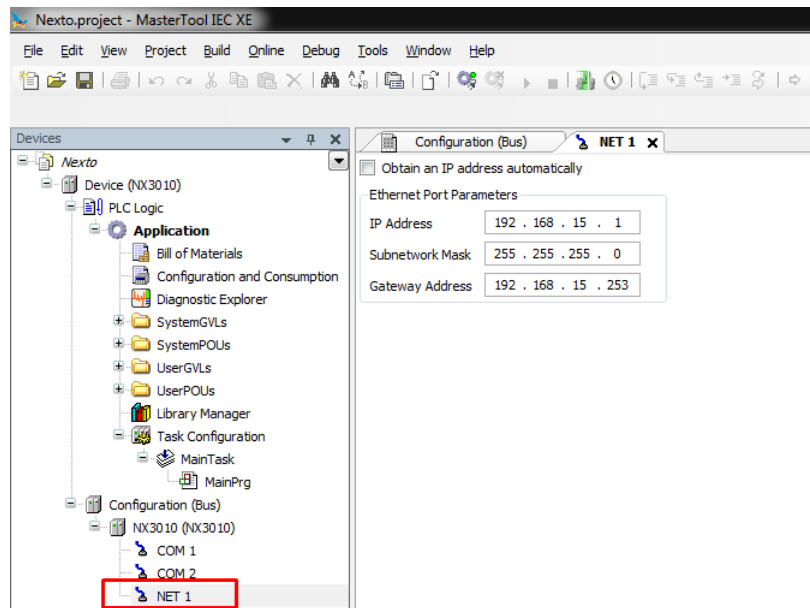 Nexto.project - MasterTool IEC XE
File Edit View Project Build Online Debug Tools Window Help
Devices
Nexto
Device (NX3010)
PLC Logic
Application
Bill of Materials
Configuration and Consumption
Diagnostic Explorer
SystemGVLs
SystemPOUs
UserGVLs
UserPOUs
Library Manager
Task Configuration
MainTask
MainPrg
Configuration (Bus)
NX3010 (NX3010)
COM 1
COM 2
NET 1
Configuration (Bus) NET 1
Obtain an IP address automatically
Ethernet Port Parameters
IP Address 192 . 168 . 15 . 1
Subnetwork Mask 255 . 255 . 255 . 0
Gateway Address 192 . 168 . 15 . 253